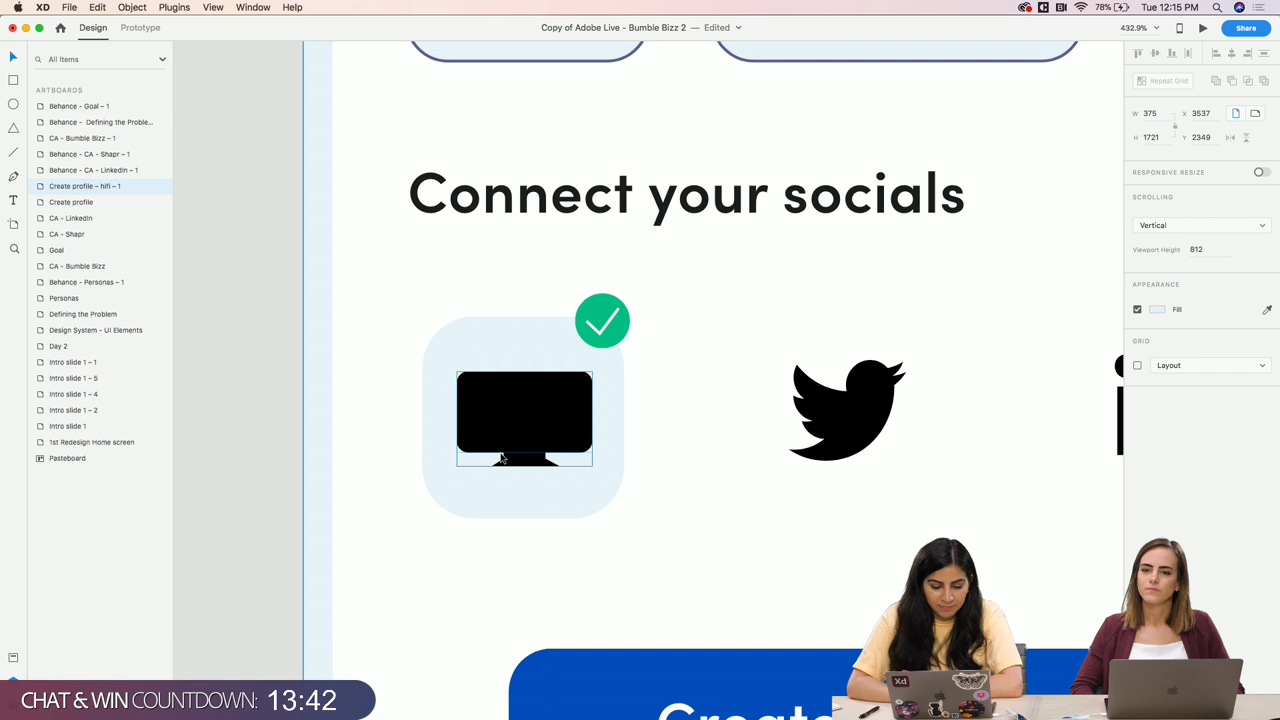 XD File Edit Object Plugins View Window Help
78% Tu 12:15 PM
Design Prototype
Copy of Adobe Live - Bumble Bizz 2 — Edited
432.9%
Share
All Items
ARTBOARDS
Behance - Goal – 1
Behance - Defining the Proble...
CA - Bumble Bizz – 1
Behance - CA - Shapr – 1
Behance - CA - LinkedIn – 1
Create profile – hifi – 1
Create profile
CA - LinkedIn
CA - Shapr
Goal
CA - Bumble Bizz
Behance - Personas – 1
Personas
Defining the Problem
Design System - UI Elements
Day 2
Intro slide 1 – 1
Intro slide 1 – 5
Intro slide 1 – 4
Intro slide 1 – 2
Intro slide 1
1st Redesign Home screen
Pasteboard
Connect your socials
Create
Repeat Grid
W 375 X 3537
H 1721 Y 2349
RESPONSIVE RESIZE
SCROLLING
Vertical
Viewport Height 812
APPEARANCE
Fill
GRID
Layout
Xd
CHAT & WIN COUNTDOWN: 13:42